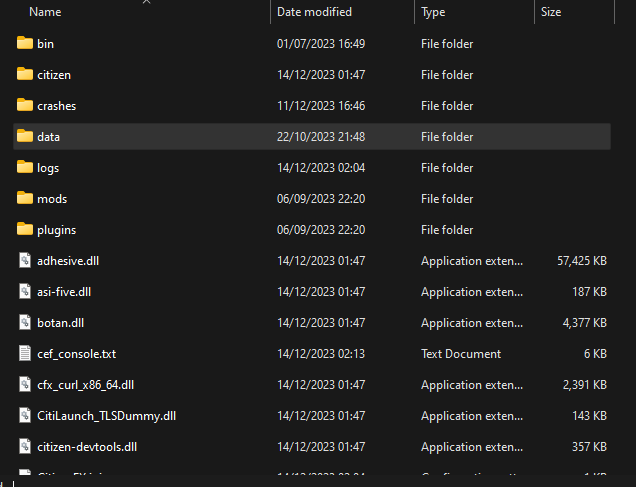 Name Date modified Type Size
bin 01/07/2023 16:49 File folder
citizen 14/12/2023 01:47 File folder
crashes 11/12/2023 16:46 File folder
data 22/10/2023 21:48 File folder
logs 14/12/2023 02:04 File folder
mods 06/09/2023 22:20 File folder
plugins 06/09/2023 22:20 File folder
adhesive.dll 14/12/2023 01:47 Application exten... 57,425 KB
asi-five.dll 14/12/2023 01:47 Application exten... 187 KB
botan.dll 14/12/2023 01:47 Application exten... 4,377 KB
cef_console.txt 14/12/2023 02:13 Text Document 6 KB
cfx_curl_x86_64.dll 14/12/2023 01:47 Application exten... 2,391 KB
CitiLaunch_TLSDummy.dll 14/12/2023 01:47 Application exten... 143 KB
citizen-devtools.dll 14/12/2023 01:47 Application exten... 357 KB